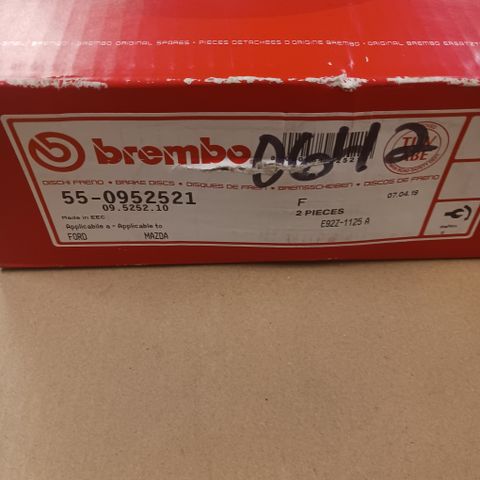 BREMBO ORIGINAL SPARES • PIECES DETACHEES D'ORIGINE BREMBO • ORIGINAL BREMBO
brembo
0642
DISCHI FRENO • BRAKE DISCS • DISQUES DE FREIN • BREMSSCHEIBEN • DISCOS DE FRENO
55-0952521
09.5252.10
F
07.04.19
Made in EEC
2 PIECES
E92Z-1125 A
Applicabile a - Applicable to
FORD MAZDA